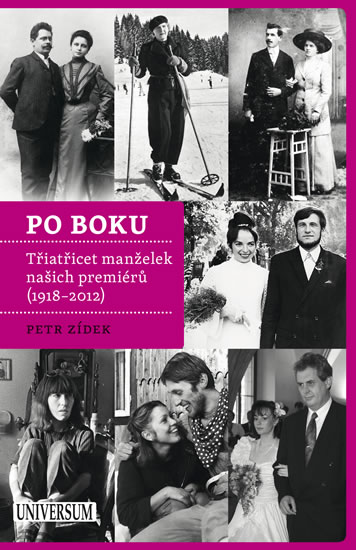 PO BOKU
Třiatřicet manželek
našich premiérů
(1918–2012)
PETR ZÍDEK
UNIVERSUM